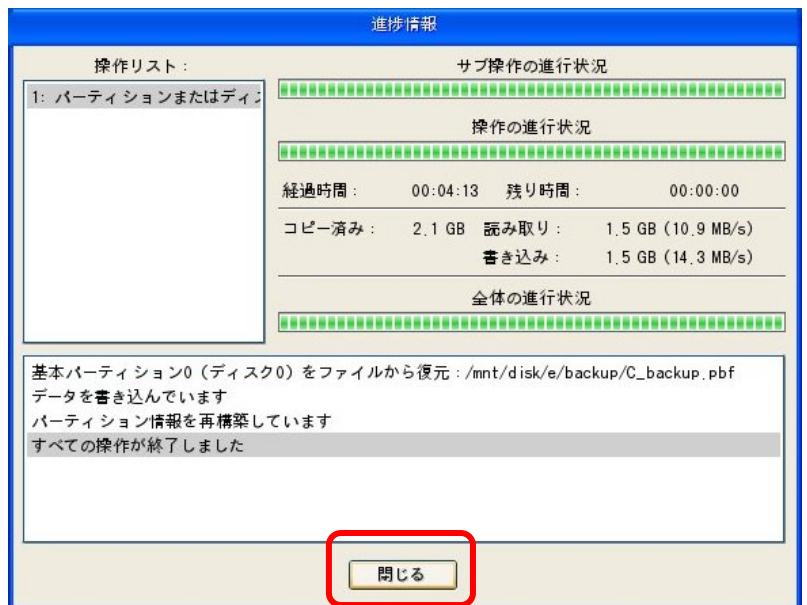 進捗情報
操作リスト：
1: パーティションまたはディ
サブ操作の進行状況
操作の進行状況
経過時間： 00:04:13 残り時間： 00:00:00
コピー済み： 2.1 GB 読み取り： 1.5 GB (10.9 MB/s)
書き込み： 1.5 GB (14.3 MB/s)
全体の進行状況
基本パーティション0（ディスク0）をファイルから復元：/mnt/disk/e/backup/C_backup.pbf
データを書き込んでいます
パーティション情報を再構築しています
すべての操作が終了しました
閉じる